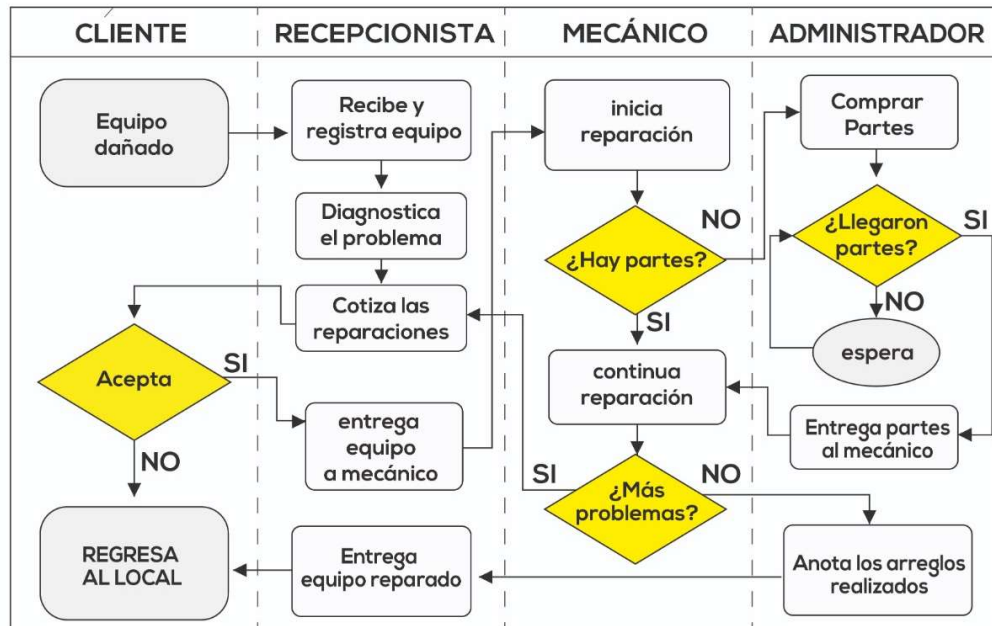 CLIENTE
RECEPCIONISTA
MECÁNICO
ADMINISTRADOR
Equipo
dañado
Recibe y
registra equipo
Diagnostica
el problema
Cotiza las
reparaciones
Acepta
SI
NO
entrega
equipo
a mecánico
REGRESA
AL LOCAL
Entrega
equipo reparado
inicia
reparación
¿Hay partes?
NO
SI
continua
reparación
¿Más
problemas?
SI
NO
Comprar
Partes
¿Llegaron
partes?
SI
NO
espera
Entrega partes
al mecánico
Anota los arreglos
realizados